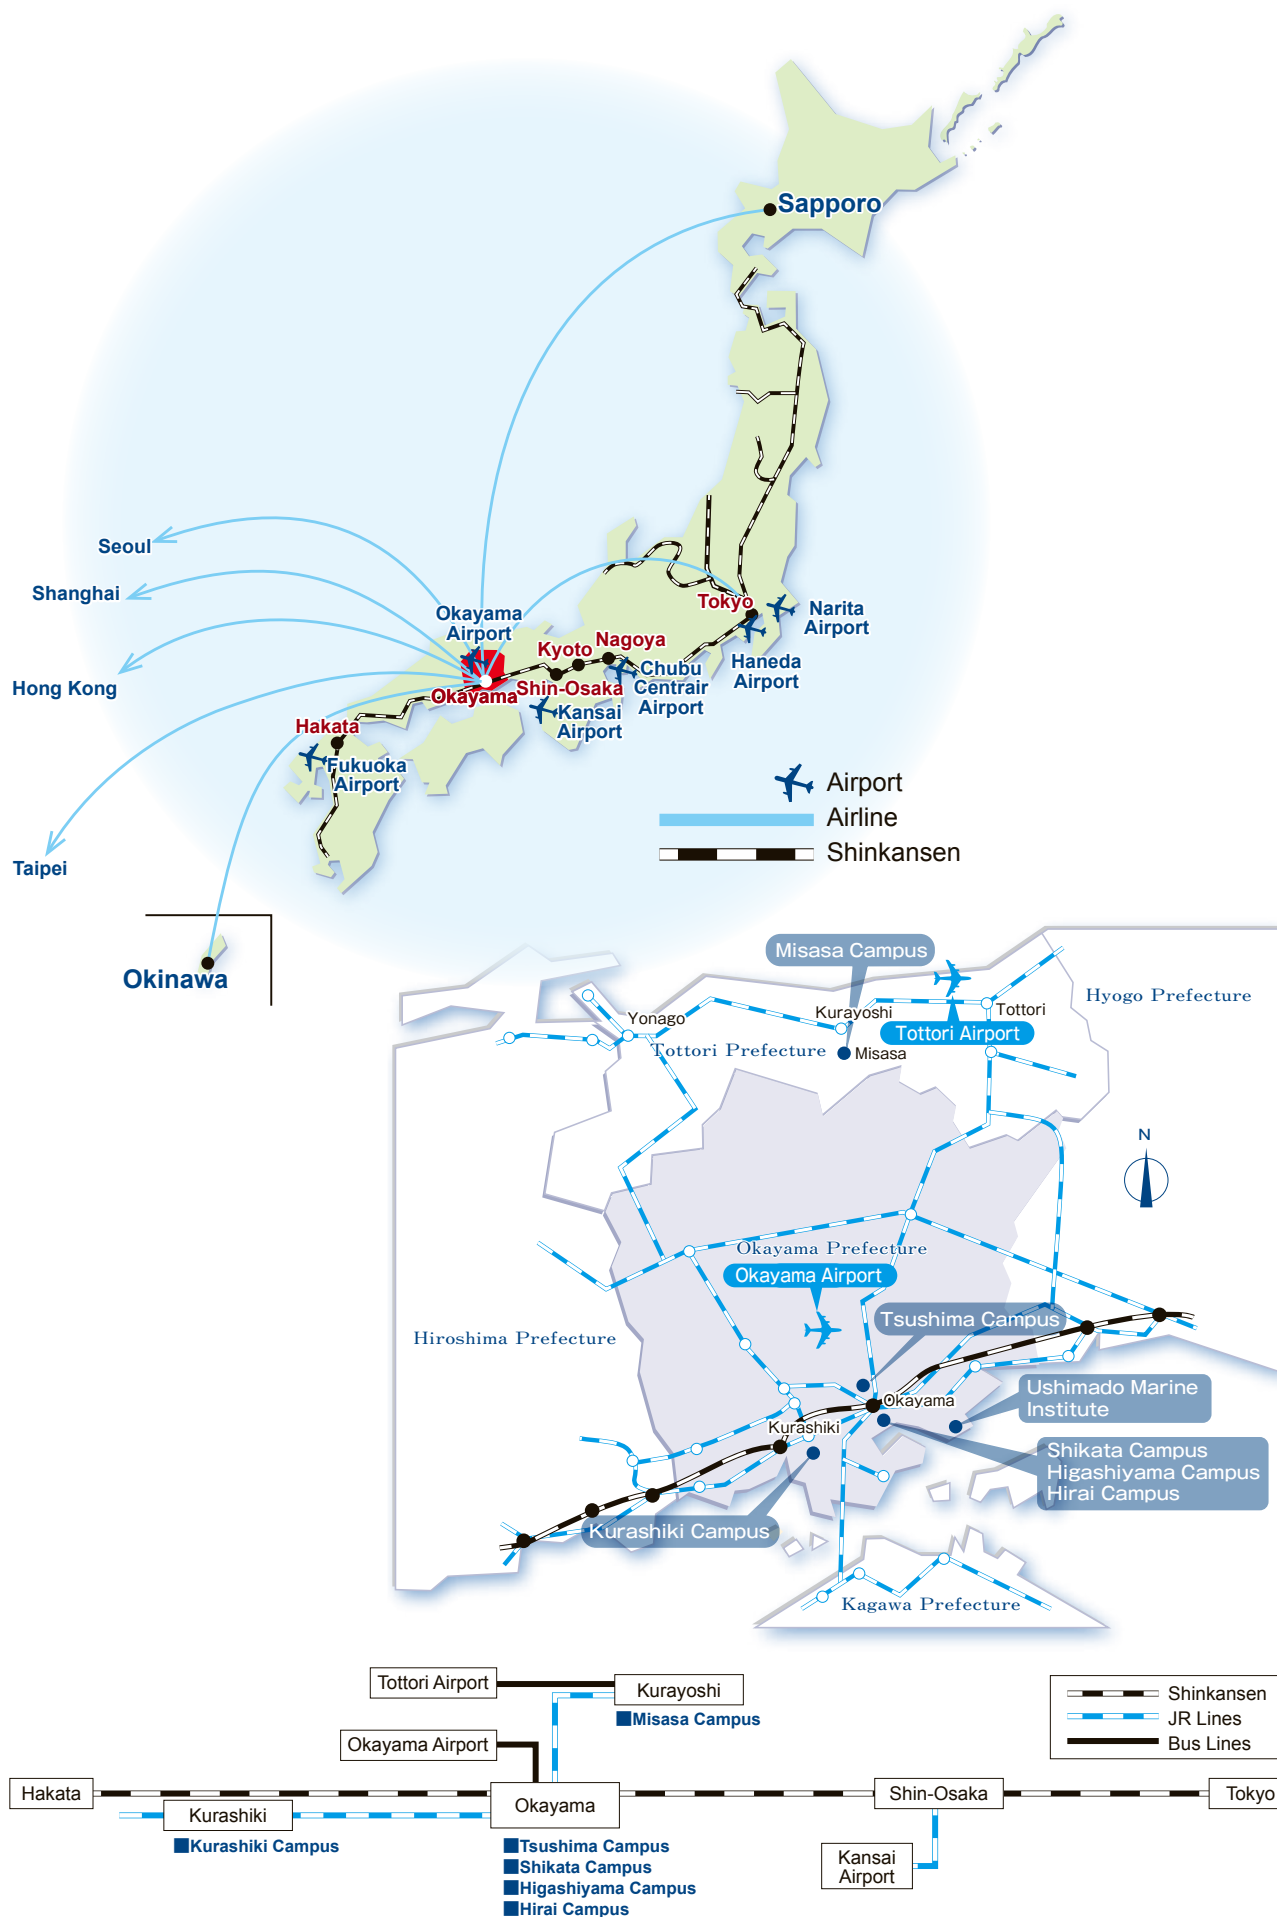 Sapporo
Seoul
Shanghai
Okayama
Airport
Tokyo
Narita
Airport
Hong Kong
Kyoto
Nagoya
Haneda
Airport
Okayama
Shin-Osaka
Chubu
Centrair
Airport
Kansai
Airport
Hakata
Fukuoka
Airport
Airport
Airline
Shinkansen
Taipei
Okinawa
Misasa Campus
Hyogo Prefecture
Yonago
Kurayoshi
Tottori
Tottori Airport
Tottori Prefecture
Misasa
N
Okayama Prefecture
Okayama Airport
Hiroshima Prefecture
Tsushima Campus
Okayama
Ushimado Marine
Institute
Kurashiki
Shikata Campus
Higashiyama Campus
Hirai Campus
Kurashiki Campus
Kagawa Prefecture
Tottori Airport
Kurayoshi
Misasa Campus
Shinkansen
JR Lines
Bus Lines
Okayama Airport
Hakata
Okayama
Shin-Osaka
Tokyo
Kurashiki
Kurashiki Campus
Tsushima Campus
Shikata Campus
Higashiyama Campus
Hirai Campus
Kansai
Airport